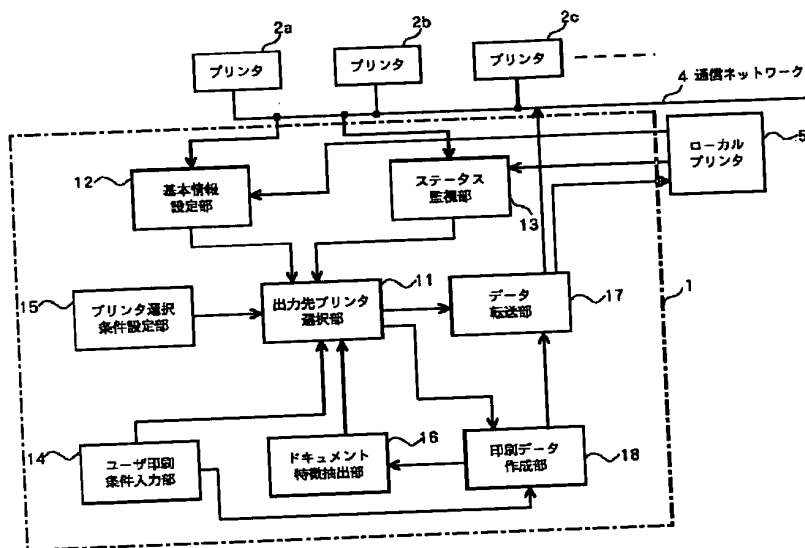 2a
2b
2c
プリンタ
プリンタ
プリンタ
4 通信ネットワーク
5
ローカル
プリンタ
12
基本情報
設定部
ステータス
監視部
13
15
プリンタ選択
条件設定部
11
出力先プリンタ
選択部
データ
転送部
17
1
14
ユーザ印刷
条件入力部
16
ドキュメント
特徴抽出部
印刷データ
作成部
18